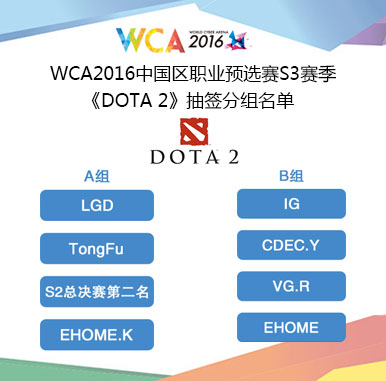 WCA
WORLD CYBER ARENA
2016
WCA2016中国区职业预选赛S3赛季
《DOTA 2》抽签分组名单
DOTA 2
A组
B组
LGD
IG
TongFu
CDEC.Y
S2总决赛第二名
VG.R
EHOME.K
EHOME